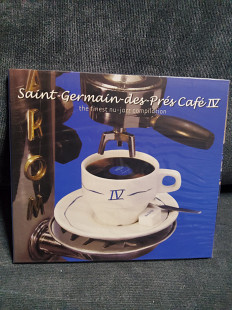 Saint-Germain-des-Prés Café IV
the finest nu-jazz compilation
AROM
IV